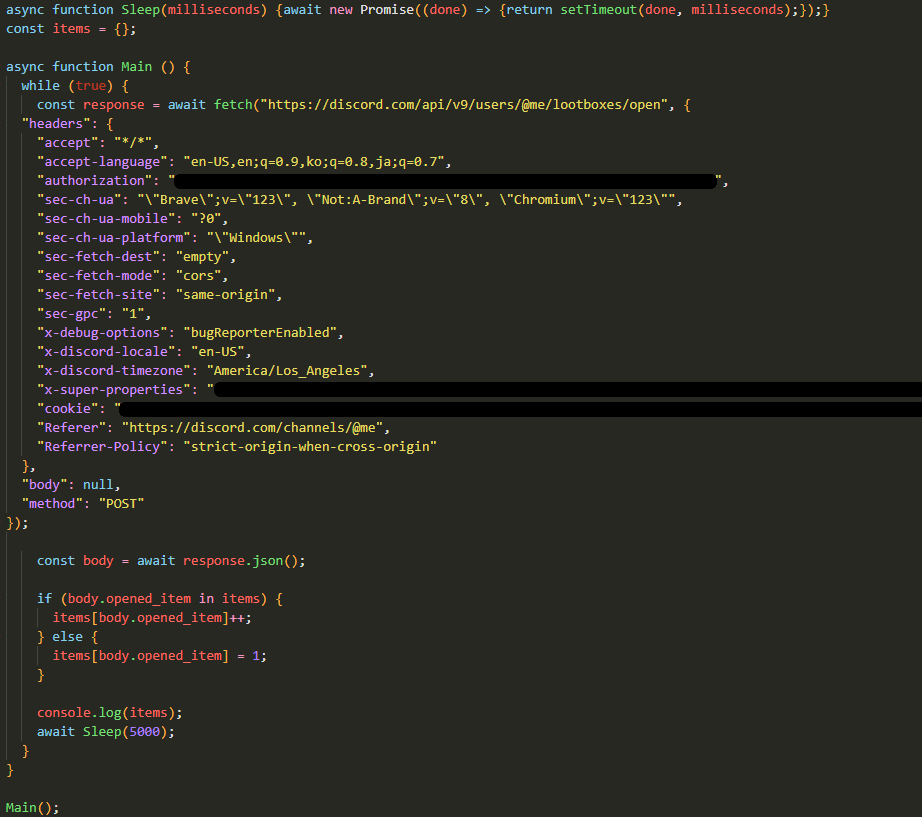 async function Sleep(milliseconds) {await new Promise((done) => {return setTimeout(done, milliseconds);});}
const items = {};
async function Main () {
while (true) {
const response = await fetch("https://discord.com/api/v9/users/@me/lootboxes/open", {
"headers": {
"accept": "*/*",
"accept-language": "en-US,en;q=0.9,ko;q=0.8,ja;q=0.7",
"authorization": "",
"sec-ch-ua": "\"Brave\";v=\"123\", \"Not:A-Brand\";v=\"8\", \"Chromium\";v=\"123\"",
"sec-ch-ua-mobile": "?0",
"sec-ch-ua-platform": "\"Windows\"",
"sec-fetch-dest": "empty",
"sec-fetch-mode": "cors",
"sec-fetch-site": "same-origin",
"sec-gpc": "1",
"x-debug-options": "bugReporterEnabled",
"x-discord-locale": "en-US",
"x-discord-timezone": "America/Los_Angeles",
"x-super-properties": "
"cookie": "
"Referer": "https://discord.com/channels/@me",
"Referrer-Policy": "strict-origin-when-cross-origin"
},
"body": null,
"method": "POST"
});
const body = await response.json();
if (body.opened_item in items) {
items[body.opened_item]++;
} else {
items[body.opened_item] = 1;
}
console.log(items);
await Sleep(5000);
}
}
Main();